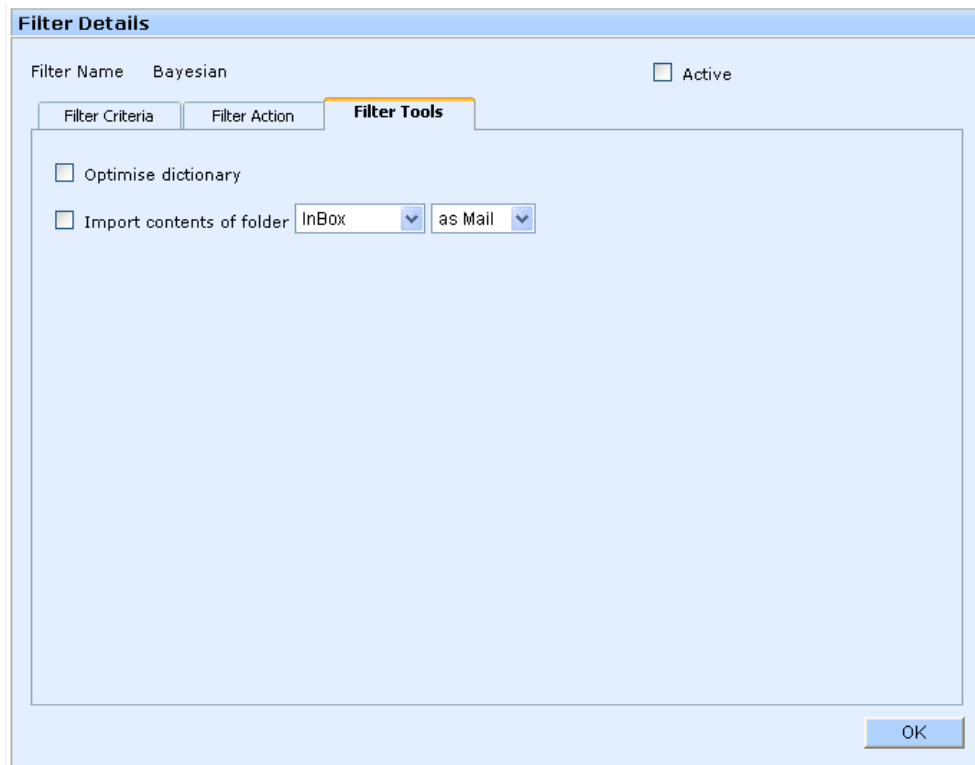 Filter Details
Filter Name Bayesian Active
Filter Criteria Filter Action Filter Tools
Optimise dictionary
Import contents of folder InBox as Mail
OK